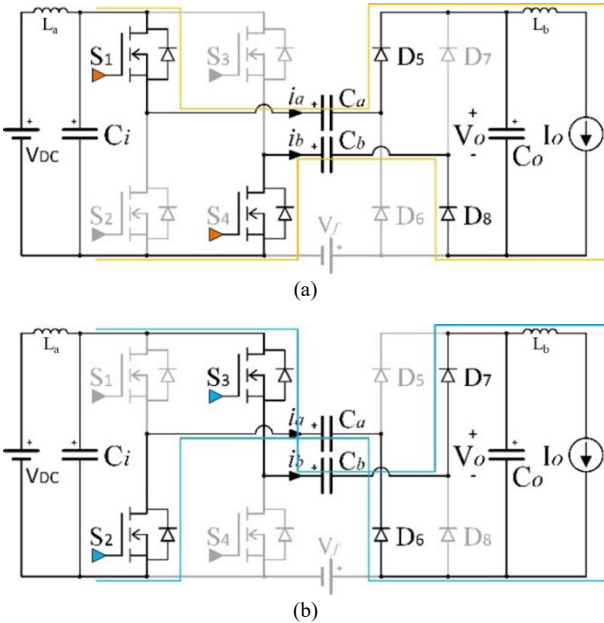 La Lb
S1 S3 D5 D7
ia + Ca
VDC + Ci ib + Cb Vo + - Co + Io
S2 S4 Vf + D6 D8
(a)
La Lb
S1 S3 D5 D7
ia + Ca
VDC + Ci ib + Cb Vo + - Co + Io
S2 S4 Vf + D6 D8
(b)